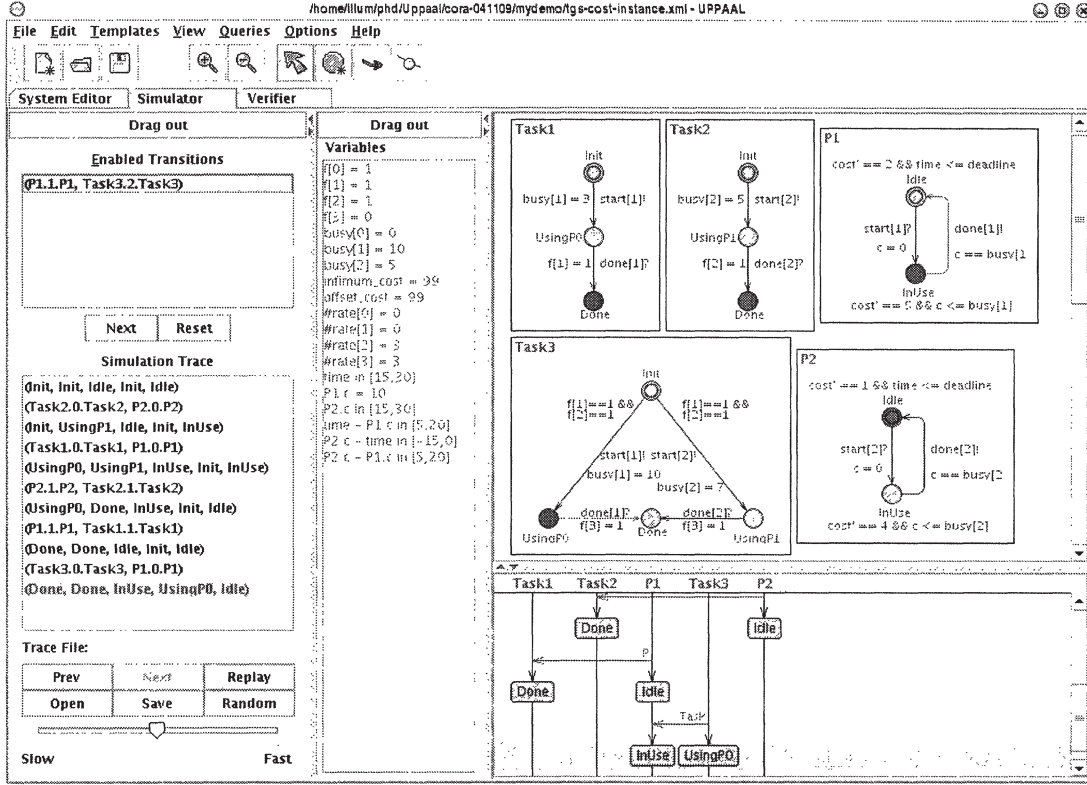 /home/illum/phd/Uppaal/cora-041109/mydemo/tgs-cost-instance.xml - UPPAAL
File Edit Templates View Queries Options Help
System Editor Simulator Verifier
Drag out
Enabled Transitions
(P1.1.P1, Task3.2.Task3)
Next Reset
Simulation Trace
(Init, Init, Idle, Init, Idle)
(Task2.0.Task2, P2.0.P2)
(Init, UsingP1, Idle, Init, InUse)
(Task1.0.Task1, P1.0.P1)
(UsingP0, UsingP1, InUse, Init, InUse)
(P2.1.P2, Task2.1.Task2)
(UsingP0, Done, InUse, Init, Idle)
(P1.1.P1, Task1.1.Task1)
(Done, Done, Idle, Init, Idle)
(Task3.0.Task3, P1.0.P1)
(Done, Done, InUse, UsingP0, Idle)
Trace File:
Prev Next Replay
Open Save Random
Slow Fast
Drag out
Variables
f[0] = 1
f[1] = 1
f[2] = 1
f[3] = 0
busy[0] = 0
busy[1] = 10
busy[2] = 5
infimum_cost = 99
offset_cost = 99
#rate[0] = 0
#rate[1] = 0
#rate[2] = 3
#rate[3] = 3
time in [15,30]
P1.c = 10
P2.c in [15,30]
time - P1.c in [5,20]
P2.c - time in [-15,0]
P2.c - P1.c in [5,20]
Task1
Init
busy[1] = 3 start[1]!
UsingP0
f[1] = 1 done[1]?
Done
Task2
Init
busy[2] = 5 start[2]!
UsingP1
f[2] = 1 done[2]?
Done
P1
cost' == 2 && time <= deadline
Idle
start[1]? done[1]!
c = 0 c == busy[1
InUse
cost' == 5 && c <= busy[1]
Task3
Init
f[1]==1 && f[1]==1 &&
f[2]==1 f[2]==1
start[1]! start[2]!
busy[1] = 10
busy[2] = 7
done[1]? done[2]?
f[3] = 1 f[3] = 1
UsingP0 Done UsingP1
P2
cost' == 1 && time <= deadline
Idle
start[2]? done[2]!
c = 0 c == busy[2
InUse
cost' == 4 && c <= busy[2]
Task1 Task2 P1 Task3 P2
Done Idle
P
Done Idle
Task
InUse UsingP0